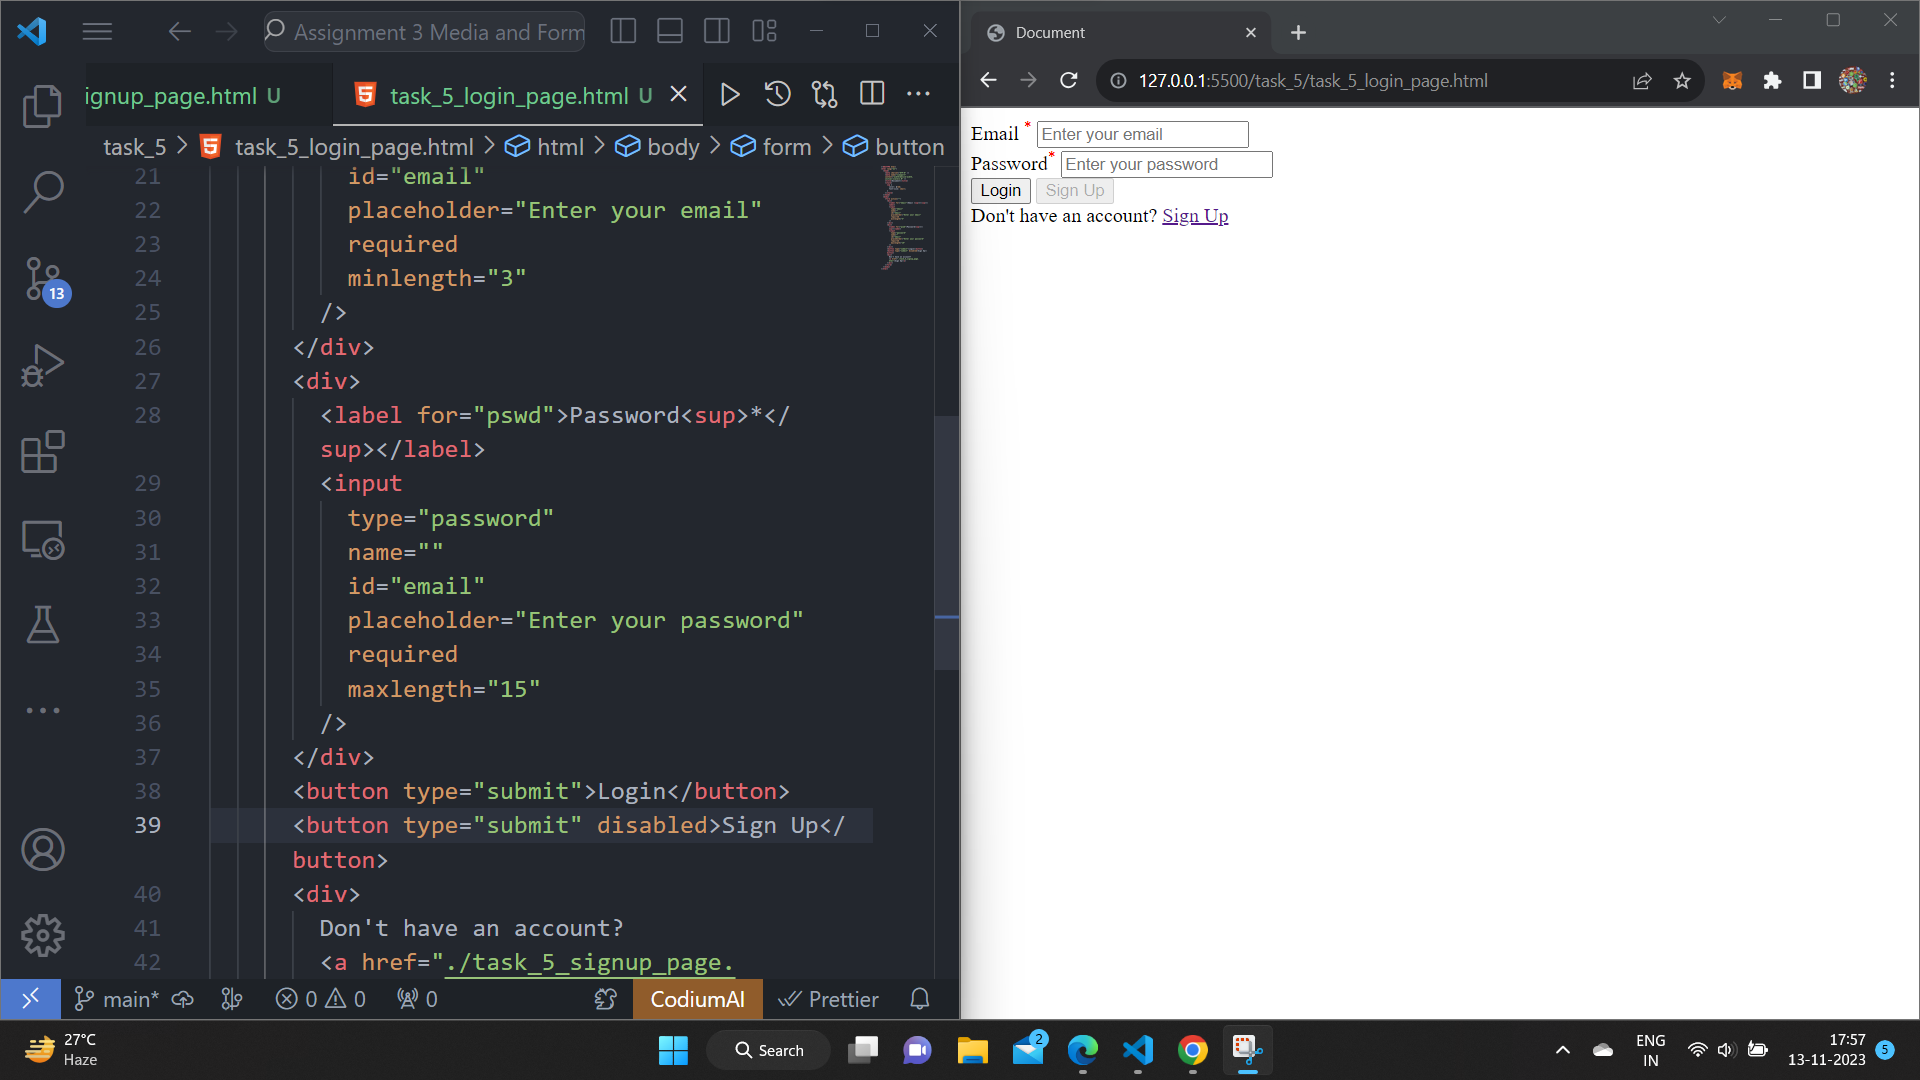 Assignment 3 Media and Form
ignup_page.html U
task_5_login_page.html U
task_5 > task_5_login_page.html > html > body > form > button
21 id="email"
22 placeholder="Enter your email"
23 required
24 minlength="3"
25 />
26 </div>
27 <div>
28 <label for="pswd">Password<sup>*</
sup></label>
29 <input
30 type="password"
31 name=""
32 id="email"
33 placeholder="Enter your password"
34 required
35 maxlength="15"
36 />
37 </div>
38 <button type="submit">Login</button>
39 <button type="submit" disabled>Sign Up</
button>
40 <div>
41 Don't have an account?
42 <a href="./task_5_signup_page.
13
main* 0 0 0 CodiumAI Prettier
Document
127.0.0.1:5500/task_5/task_5_login_page.html
Email * Enter your email
Password* Enter your password
Login Sign Up
Don't have an account? Sign Up
27°C
Haze
Search
2
ENG
IN
17:57
13-11-2023
5